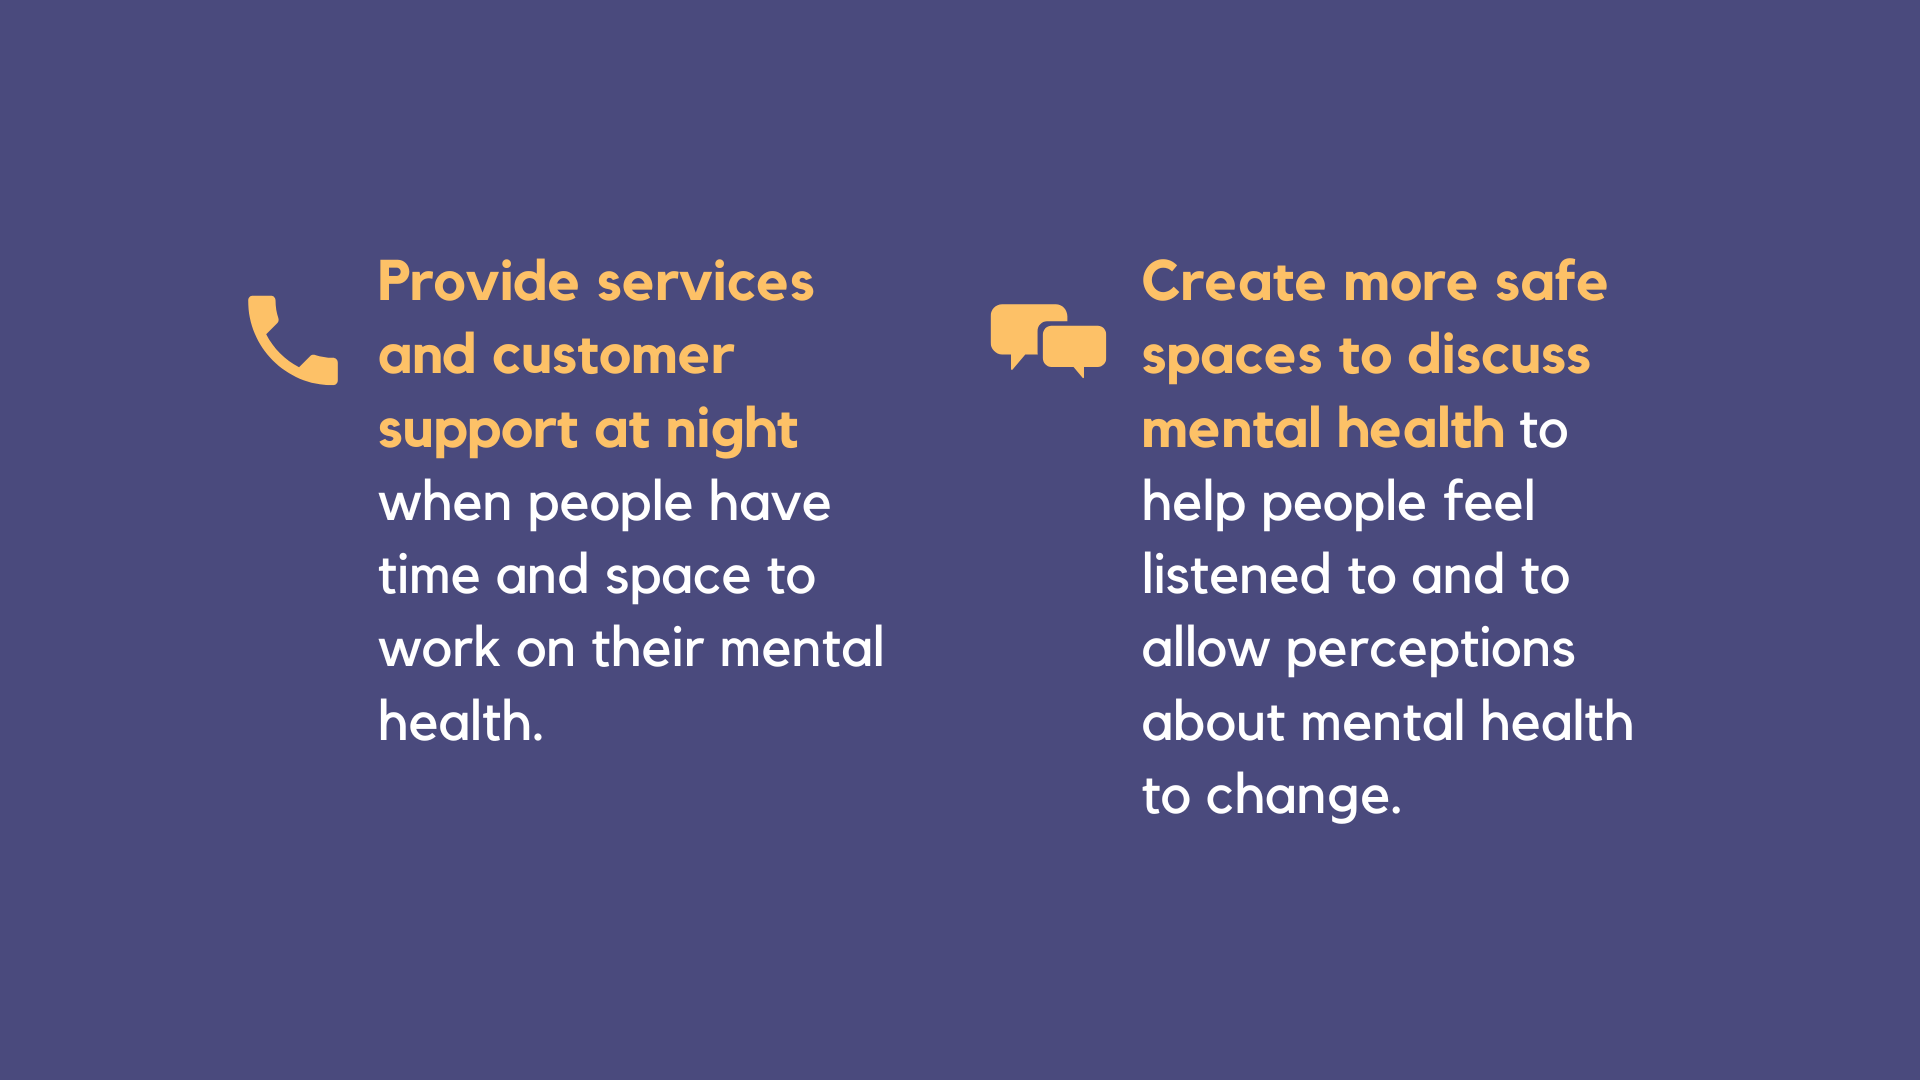 Provide services
and customer
support at night
when people have
time and space to
work on their mental
health.
Create more safe
spaces to discuss
mental health to
help people feel
listened to and to
allow perceptions
about mental health
to change.